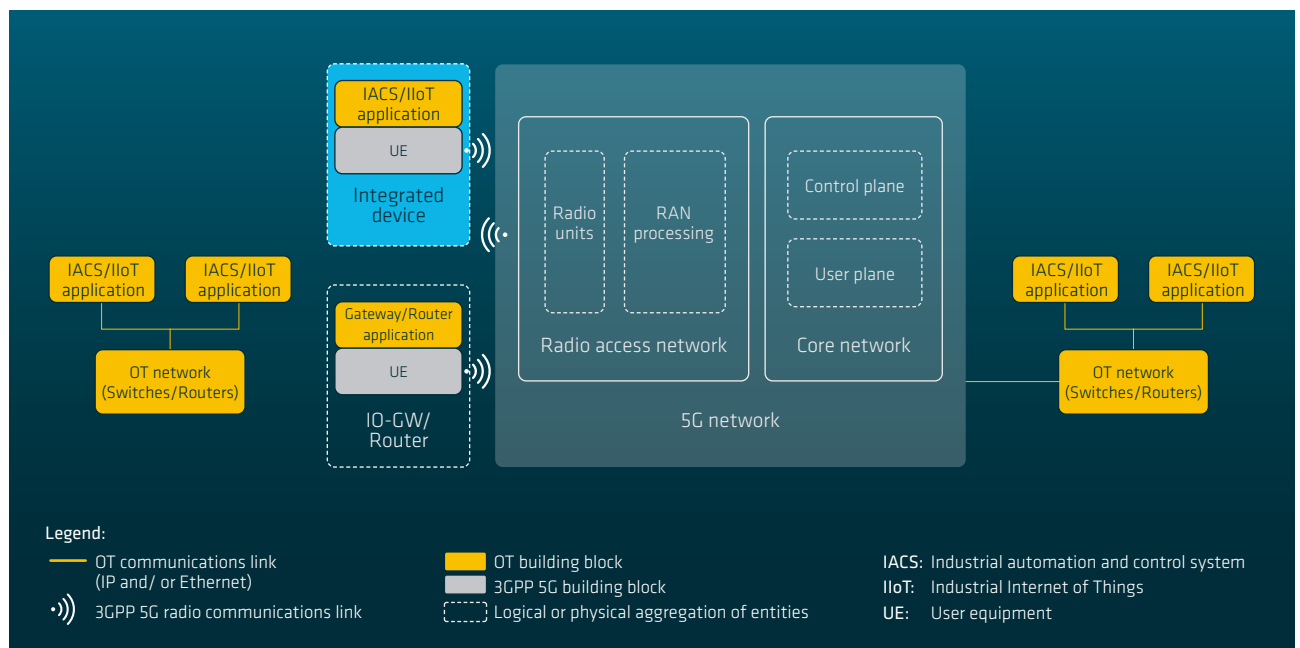 IACS/IIoT
application
UE
Integrated
device
IACS/IIoT
application
IACS/IIoT
application
OT network
(Switches/Routers)
Gateway/Router
application
UE
IO-GW/
Router
Radio
units
RAN
processing
Radio access network
Control plane
User plane
Core network
5G network
IACS/IIoT
application
IACS/IIoT
application
OT network
(Switches/Routers)
Legend:
OT communications link
(IP and/ or Ethernet)
3GPP 5G radio communications link
OT building block
3GPP 5G building block
Logical or physical aggregation of entities
IACS: Industrial automation and control system
IIoT: Industrial Internet of Things
UE: User equipment